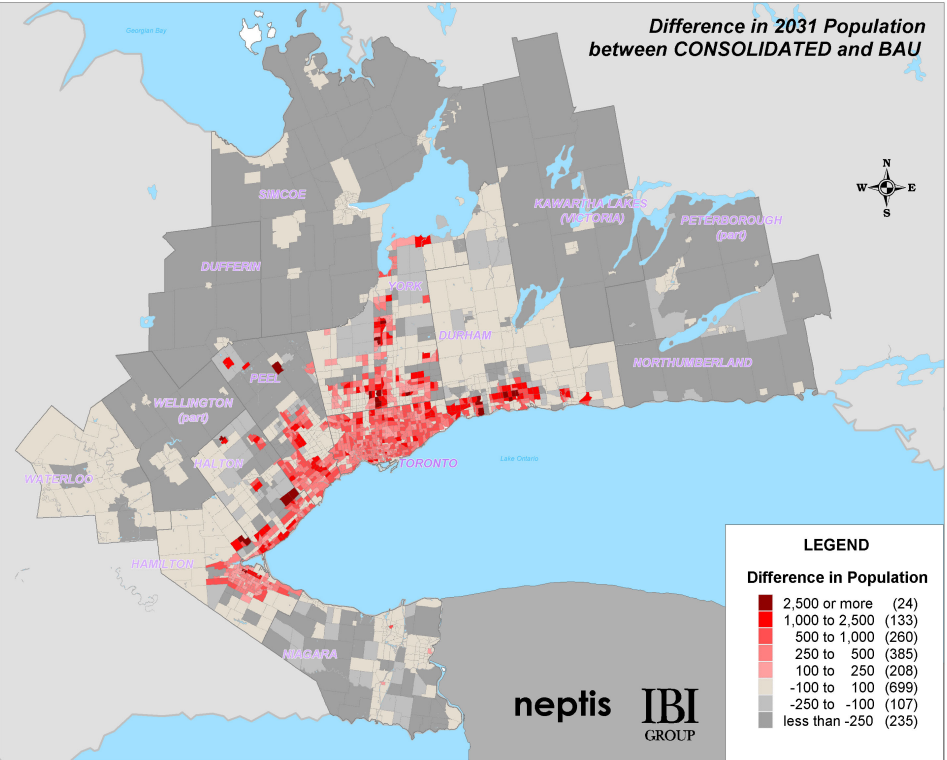 Difference in 2031 Population
between CONSOLIDATED and BAU
Georgian Bay
N
W E
S
SIMCOE
KAWARTHA LAKES
(VICTORIA)
PETERBOROUGH
(part)
DUFFERIN
YORK
DURHAM
NORTHUMBERLAND
PEEL
WELLINGTON
(part)
HALTON
TORONTO
Lake Ontario
WATERLOO
HAMILTON
NIAGARA
LEGEND
Difference in Population
2,500 or more (24)
1,000 to 2,500 (133)
500 to 1,000 (260)
250 to 500 (385)
100 to 250 (208)
-100 to 100 (699)
-250 to -100 (107)
less than -250 (235)
neptis
IBI
GROUP